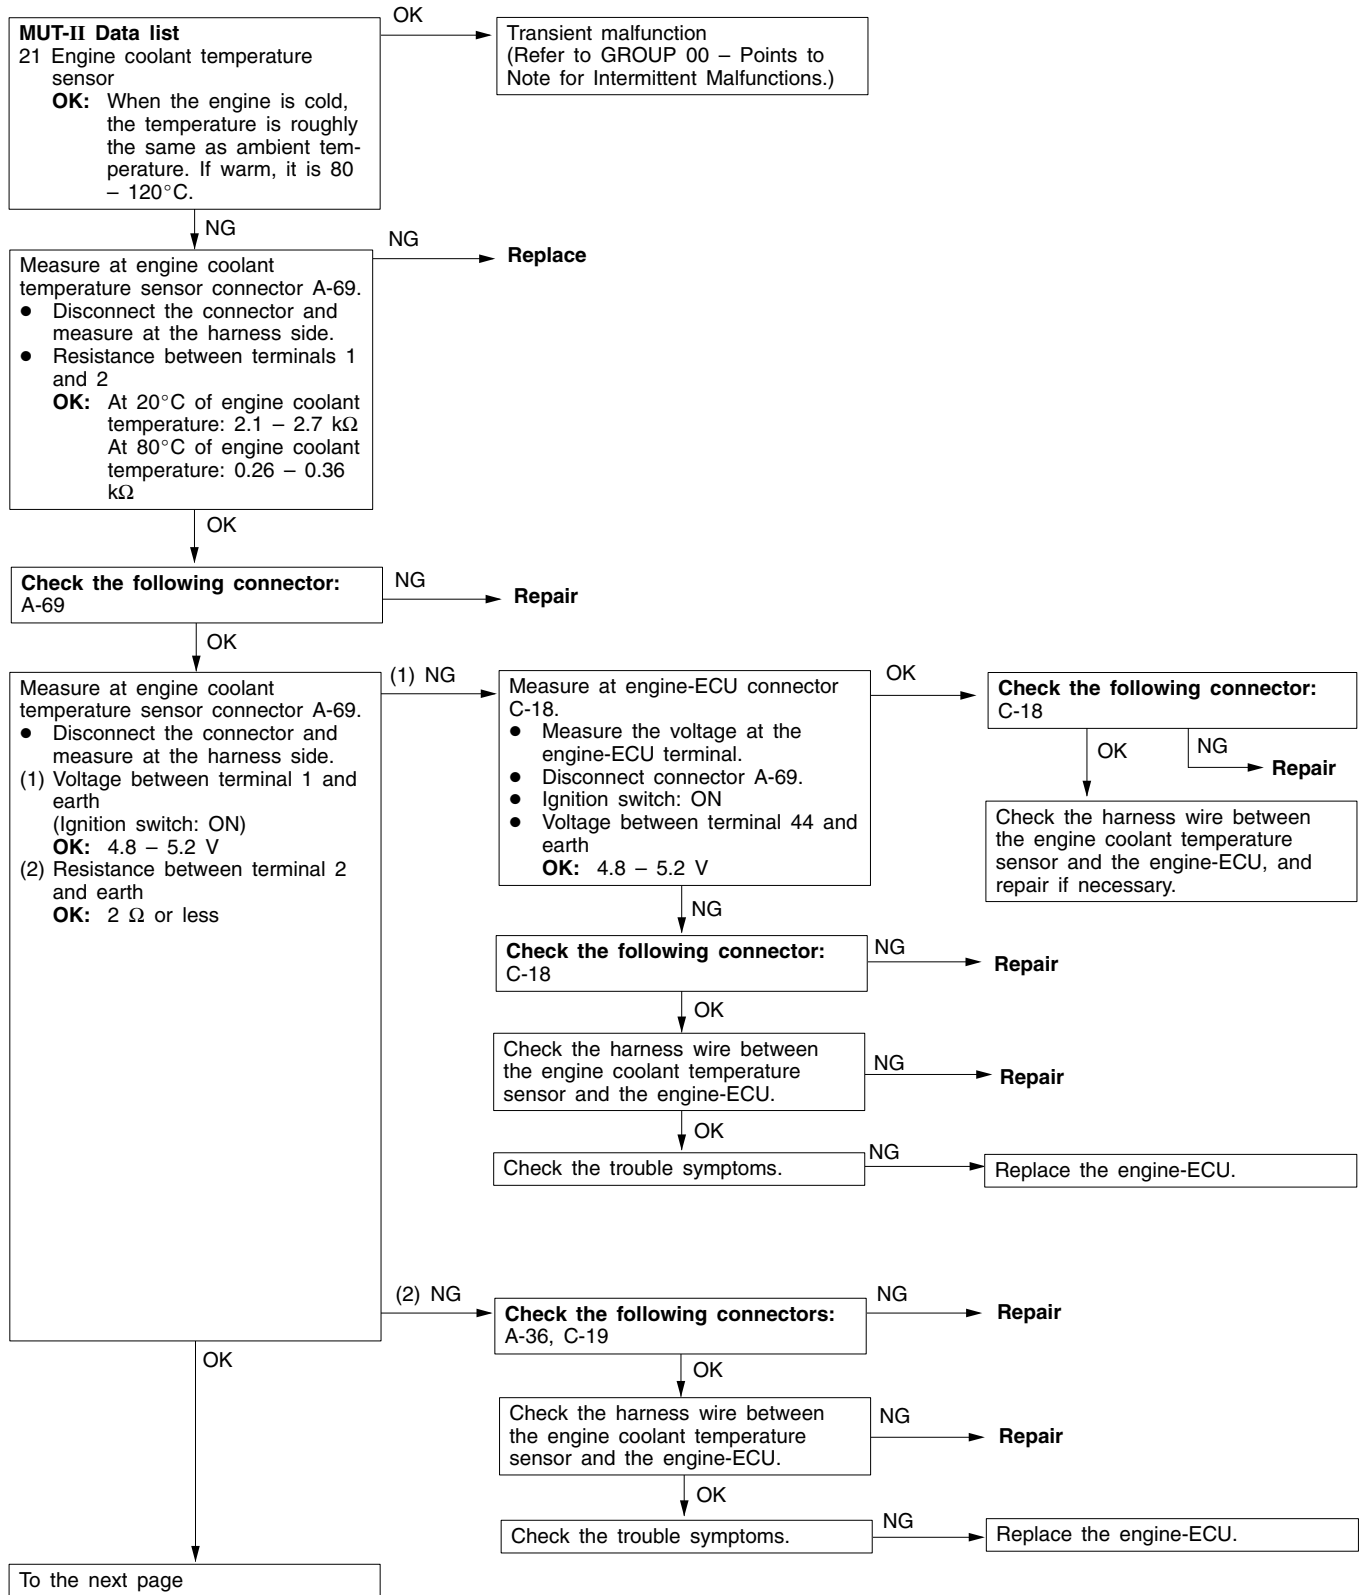 MUT-II Data list
21 Engine coolant temperature
sensor
OK: When the engine is cold,
the temperature is roughly
the same as ambient tem-
perature. If warm, it is 80
– 120°C.
OK
Transient malfunction
(Refer to GROUP 00 – Points to
Note for Intermittent Malfunctions.)
NG
Measure at engine coolant
temperature sensor connector A-69.
● Disconnect the connector and
measure at the harness side.
● Resistance between terminals 1
and 2
OK: At 20°C of engine coolant
temperature: 2.1 – 2.7 kΩ
At 80°C of engine coolant
temperature: 0.26 – 0.36
kΩ
NG
Replace
OK
Check the following connector:
A-69
NG
Repair
OK
Measure at engine coolant
temperature sensor connector A-69.
● Disconnect the connector and
measure at the harness side.
(1) Voltage between terminal 1 and
earth
(Ignition switch: ON)
OK: 4.8 – 5.2 V
(2) Resistance between terminal 2
and earth
OK: 2 Ω or less
(1) NG
Measure at engine-ECU connector
C-18.
● Measure the voltage at the
engine-ECU terminal.
● Disconnect connector A-69.
● Ignition switch: ON
● Voltage between terminal 44 and
earth
OK: 4.8 – 5.2 V
OK
Check the following connector:
C-18
OK
NG
Repair
Check the harness wire between
the engine coolant temperature
sensor and the engine-ECU, and
repair if necessary.
NG
Check the following connector:
C-18
NG
Repair
OK
Check the harness wire between
the engine coolant temperature
sensor and the engine-ECU.
NG
Repair
OK
Check the trouble symptoms.
NG
Replace the engine-ECU.
(2) NG
Check the following connectors:
A-36, C-19
NG
Repair
OK
Check the harness wire between
the engine coolant temperature
sensor and the engine-ECU.
NG
Repair
OK
Check the trouble symptoms.
NG
Replace the engine-ECU.
OK
To the next page